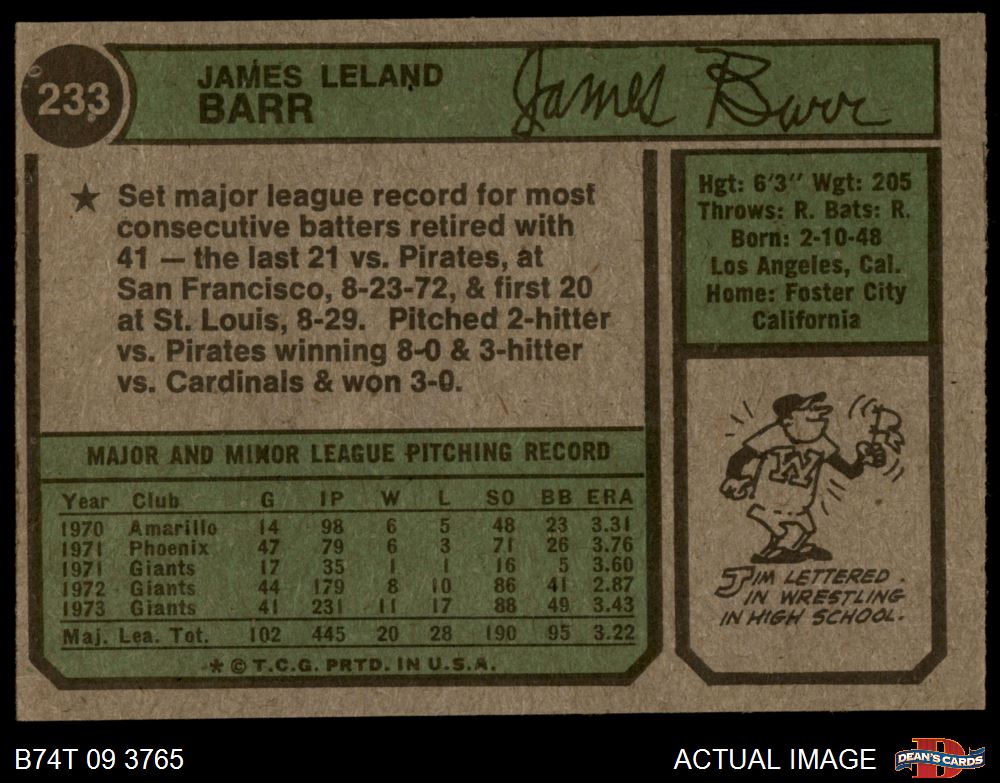 233
JAMES LELAND
BARR
James Barr
★ Set major league record for most
consecutive batters retired with
41 — the last 21 vs. Pirates, at
San Francisco, 8-23-72, & first 20
at St. Louis, 8-29. Pitched 2-hitter
vs. Pirates winning 8-0 & 3-hitter
vs. Cardinals & won 3-0.
Hgt: 6'3" Wgt: 205
Throws: R. Bats: R.
Born: 2-10-48
Los Angeles, Cal.
Home: Foster City
California
MAJOR AND MINOR LEAGUE PITCHING RECORD
Year Club G IP W L SO BB ERA
1970 Amarillo 14 98 6 5 48 23 3.31
1971 Phoenix 47 79 6 3 71 26 3.76
1971 Giants 17 35 1 1 16 5 3.60
1972 Giants 44 179 8 10 86 41 2.87
1973 Giants 41 231 11 17 88 49 3.43
Maj. Lea. Tot. 102 445 20 28 190 95 3.22
* © T.C.G. PRTD. IN U.S.A.
W
JIM LETTERED
IN WRESTLING
IN HIGH SCHOOL.
B74T 09 3765
ACTUAL IMAGE
D
DEAN'S CARDS